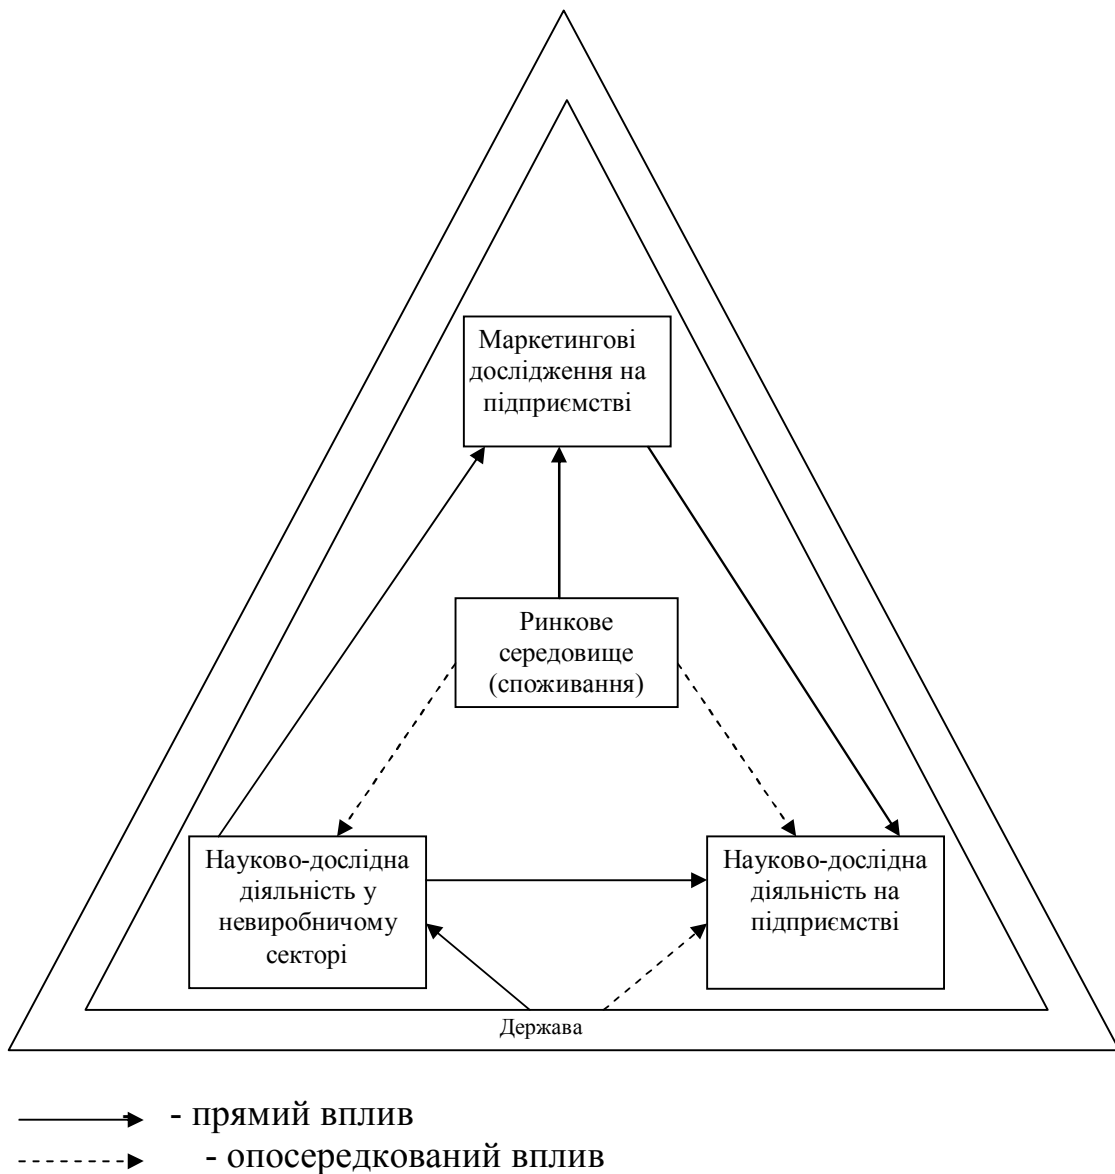 Маркетингові
дослідження на
підприємстві
Ринкове
середовище
(споживання)
Науково-дослідна
діяльність у
невиробничому
секторі
Науково-дослідна
діяльність на
підприємстві
Держава
- прямий вплив
- опосередкований вплив